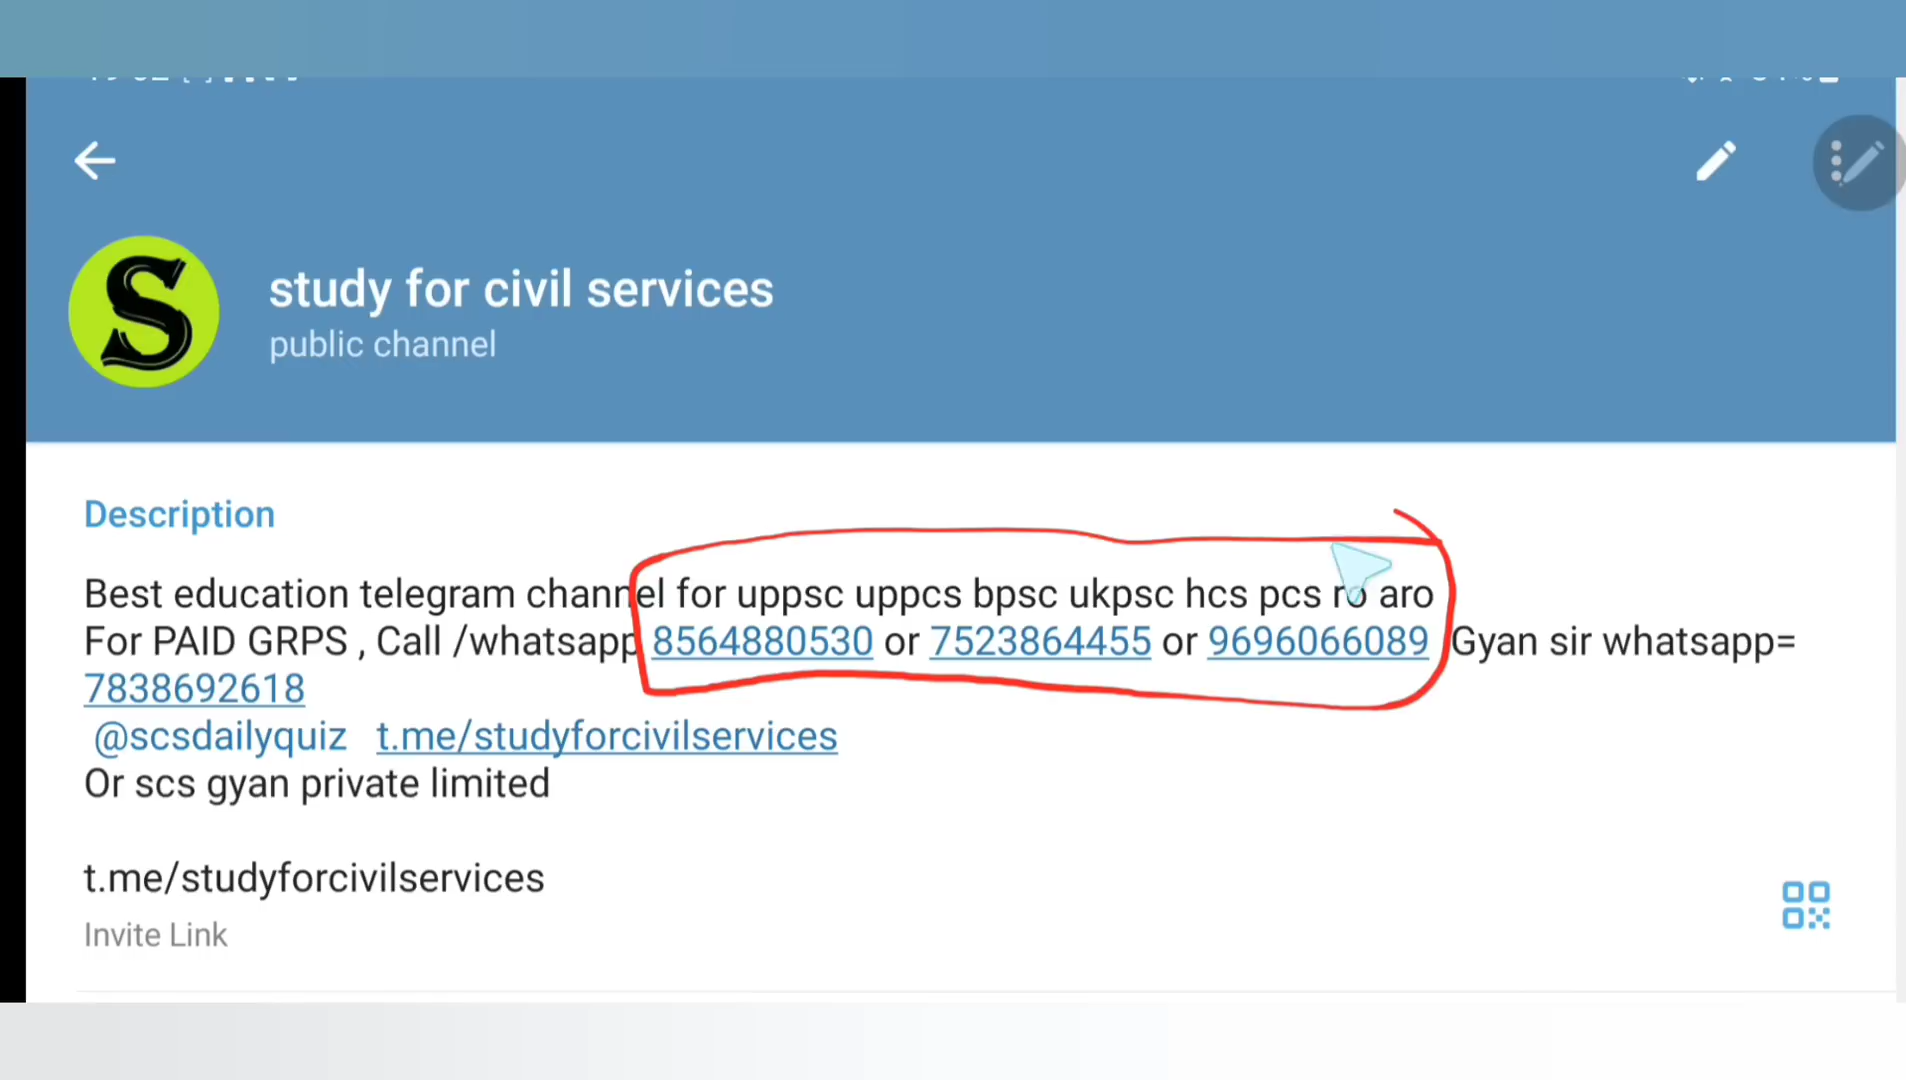 S
study for civil services
public channel
Description
Best education telegram channel for uppsc uppcs bpsc ukpsc hcs pcs ro aro
For PAID GRPS , Call /whatsapp 8564880530 or 7523864455 or 9696066089 Gyan sir whatsapp=
7838692618
@scsdailyquiz t.me/studyforcivilservices
Or scs gyan private limited
t.me/studyforcivilservices
Invite Link